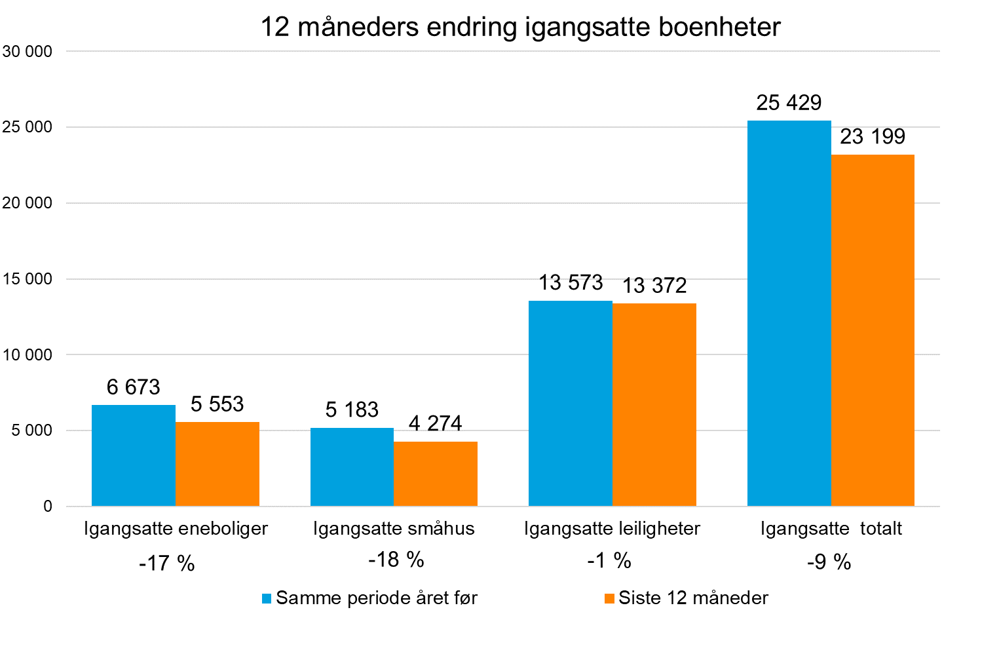 12 måneders endring igangsatte boenheter
30 000
25 000
20 000
15 000
10 000
5 000
0
6 673
5 553
5 183
4 274
13 573
13 372
25 429
23 199
Igangsatte eneboliger
Igangsatte småhus
Igangsatte leiligheter
Igangsatte  totalt
-17 %
-18 %
-1 %
-9 %
Samme periode året før
Siste 12 måneder